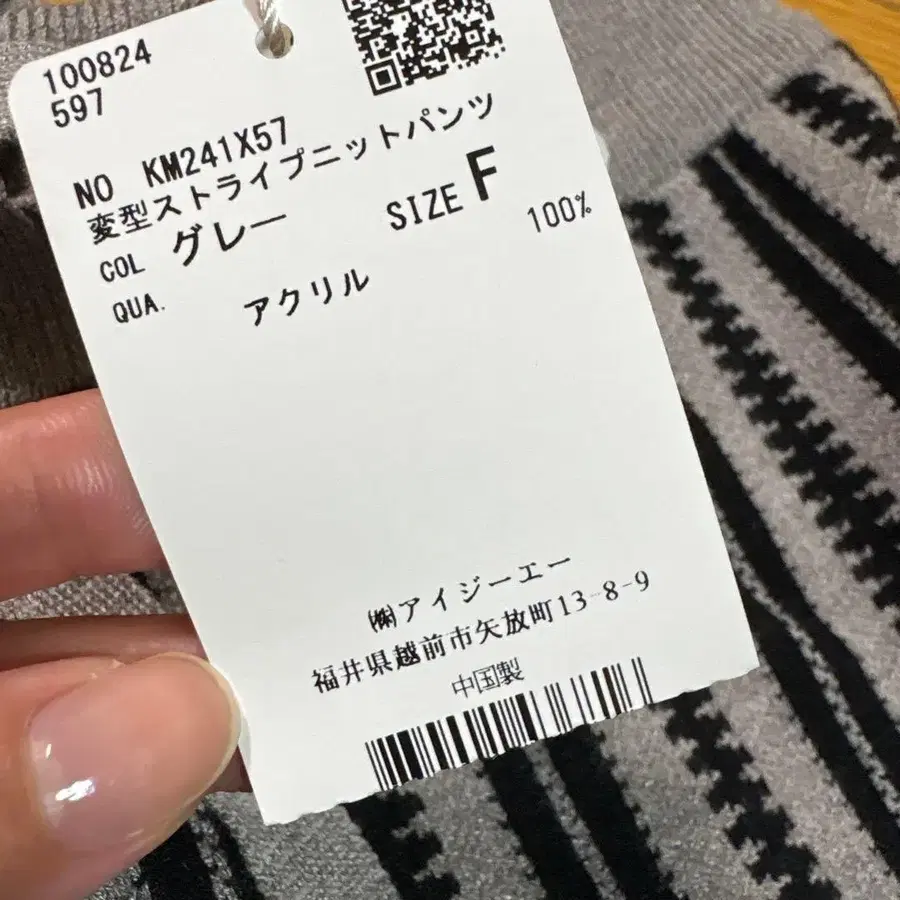 100824
597
NO KM241X57
変型ストライプニットパンツ
COL グレー SIZE F
QUA. アクリル 100%
㈱アイジーエー
福井県越前市矢放町13-8-9
中国製